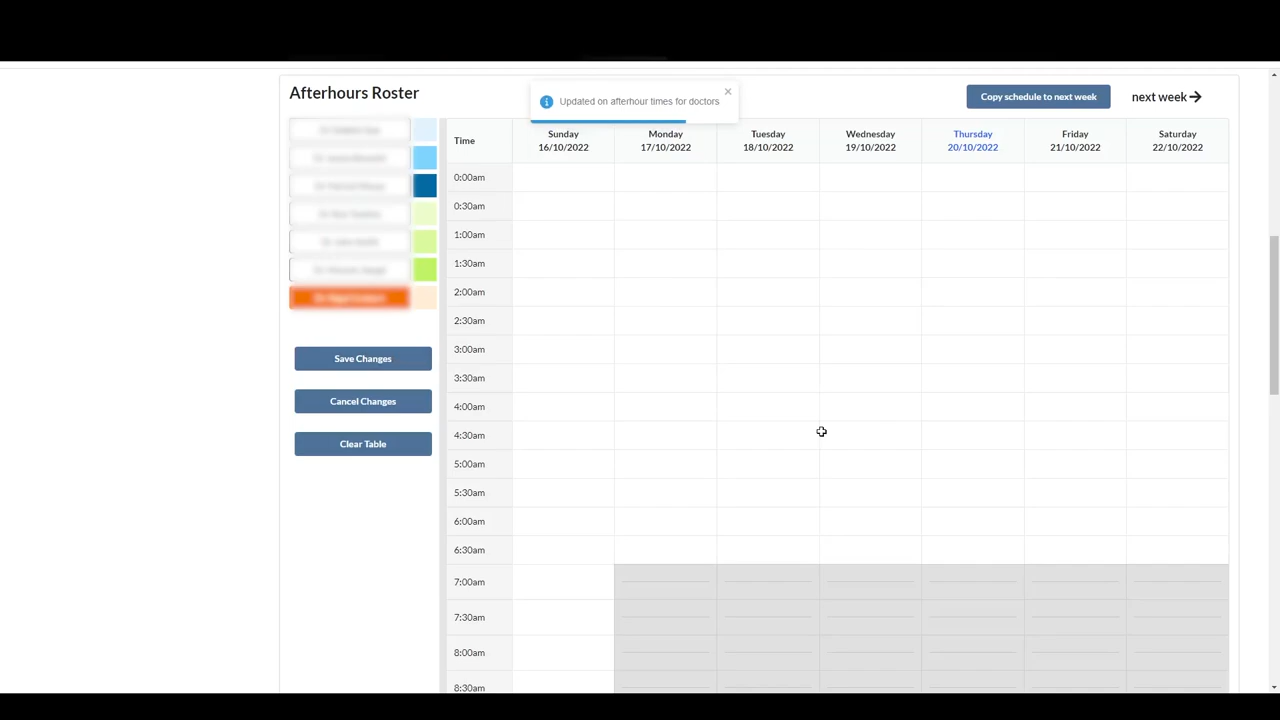 Afterhours Roster
Updated on afterhour times for doctors
Copy schedule to next week
next week
Time
Sunday
16/10/2022
Monday
17/10/2022
Tuesday
18/10/2022
Wednesday
19/10/2022
Thursday
20/10/2022
Friday
21/10/2022
Saturday
22/10/2022
Save Changes
Cancel Changes
Clear Table
0:00am
0:30am
1:00am
1:30am
2:00am
2:30am
3:00am
3:30am
4:00am
4:30am
5:00am
5:30am
6:00am
6:30am
7:00am
7:30am
8:00am
8:30am